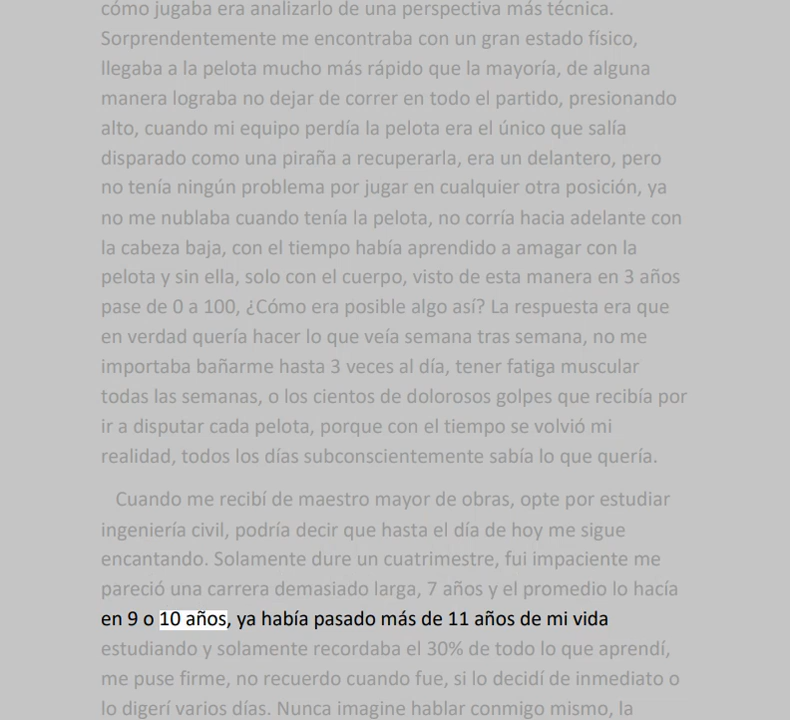 cómo jugaba era analizarlo de una perspectiva más técnica.
Sorprendentemente me encontraba con un gran estado físico,
llegaba a la pelota mucho más rápido que la mayoría, de alguna
manera lograba no dejar de correr en todo el partido, presionando
alto, cuando mi equipo perdía la pelota era el único que salía
disparado como una piraña a recuperarla, era un delantero, pero
no tenía ningún problema por jugar en cualquier otra posición, ya
no me nublaba cuando tenía la pelota, no corría hacia adelante con
la cabeza baja, con el tiempo había aprendido a amagar con la
pelota y sin ella, solo con el cuerpo, visto de esta manera en 3 años
pase de 0 a 100, ¿Cómo era posible algo así? La respuesta era que
en verdad quería hacer lo que veía semana tras semana, no me
importaba bañarme hasta 3 veces al día, tener fatiga muscular
todas las semanas, o los cientos de dolorosos golpes que recibía por
ir a disputar cada pelota, porque con el tiempo se volvió mi
realidad, todos los días subconscientemente sabía lo que quería.
Cuando me recibí de maestro mayor de obras, opte por estudiar
ingeniería civil, podría decir que hasta el día de hoy me sigue
encantando. Solamente dure un cuatrimestre, fui impaciente me
pareció una carrera demasiado larga, 7 años y el promedio lo hacía
en 9 o 10 años, ya había pasado más de 11 años de mi vida
estudiando y solamente recordaba el 30% de todo lo que aprendí,
me puse firme, no recuerdo cuando fue, si lo decidí de inmediato o
lo digerí varios días. Nunca imagine hablar conmigo mismo, la